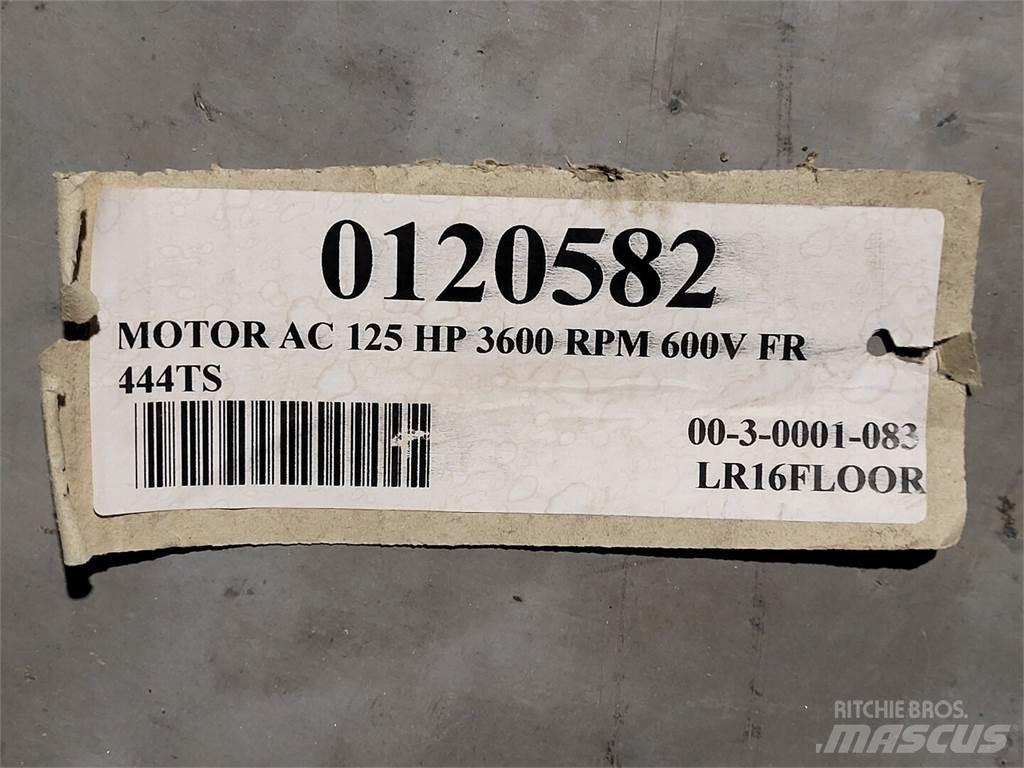 0120582
MOTOR AC 125 HP 3600 RPM 600V FR
444TS
00-3-0001-083
LR16FLOOR
RITCHIE BROS.
MASCUS